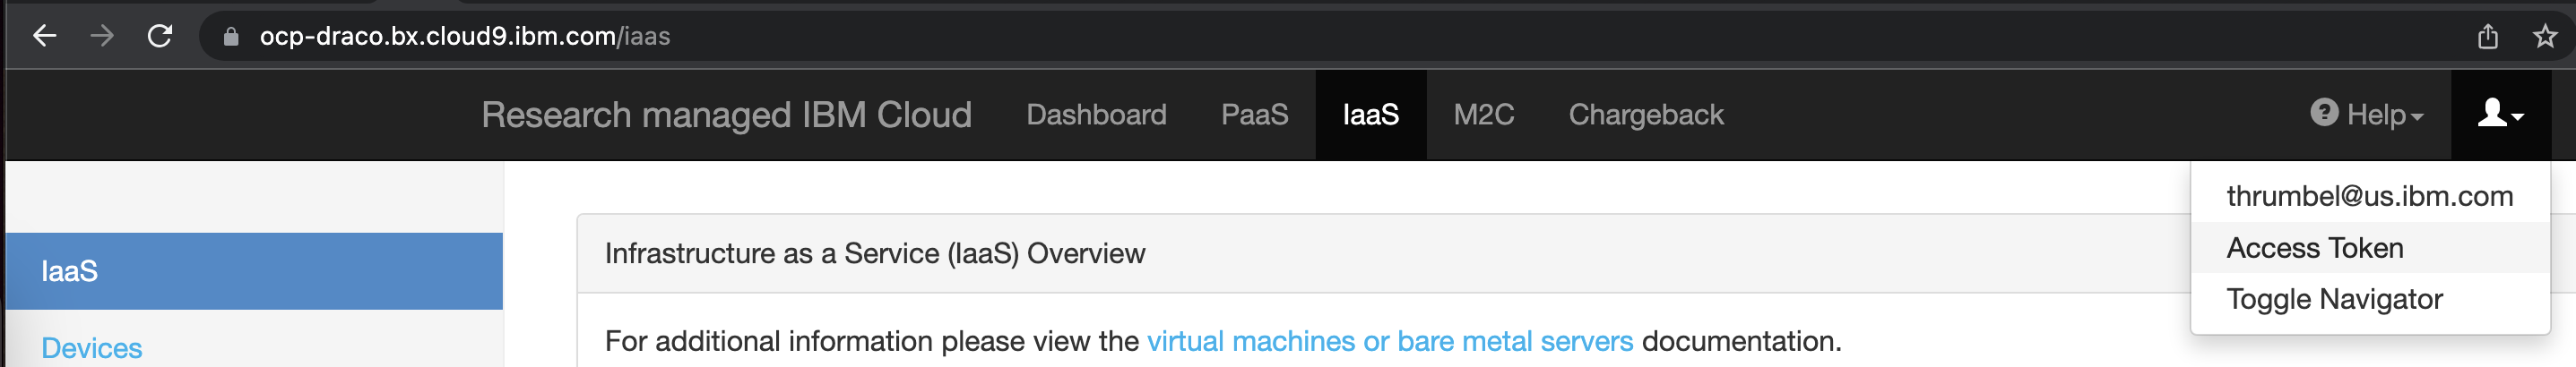 ocp-draco.bx.cloud9.ibm.com/iaas
Research managed IBM Cloud Dashboard PaaS IaaS M2C Chargeback Help
thrumbel@us.ibm.com
Access Token
Toggle Navigator
IaaS
Devices
Infrastructure as a Service (IaaS) Overview
For additional information please view the virtual machines or bare metal servers documentation.